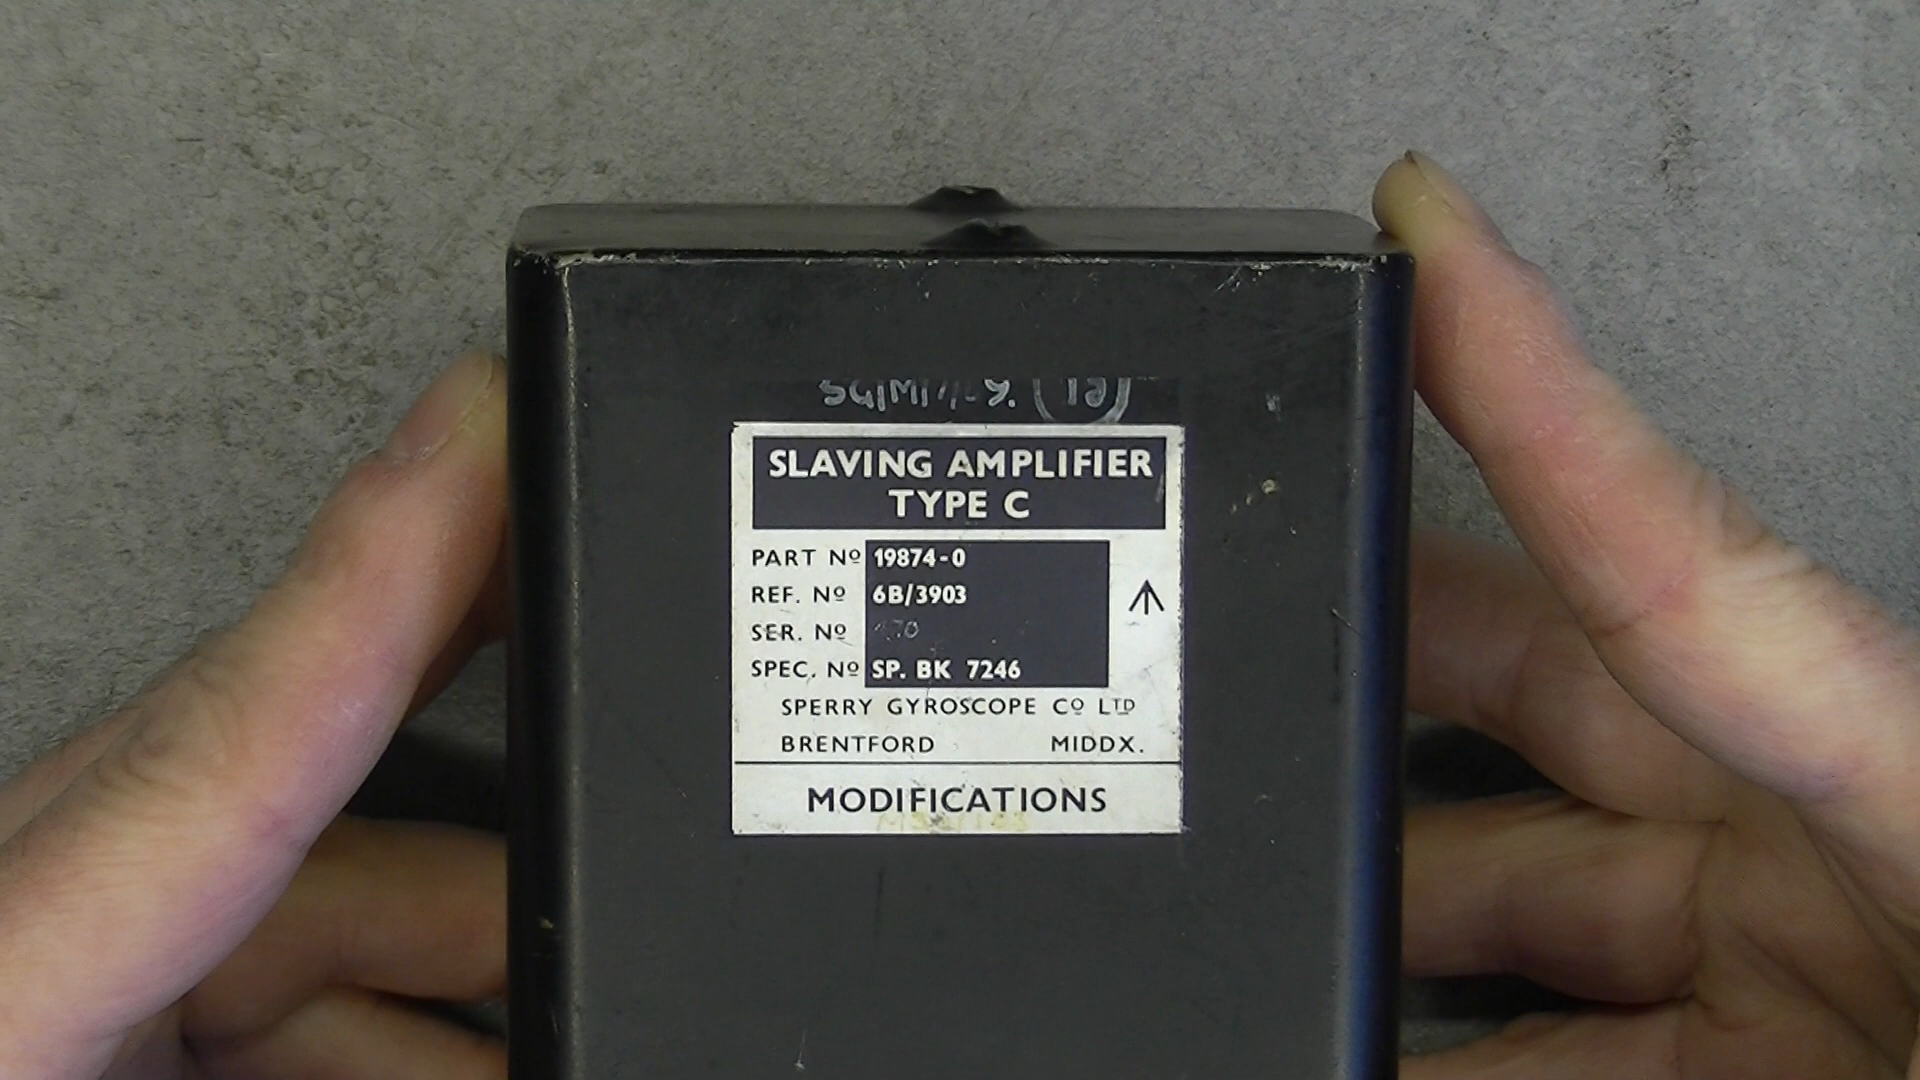 SLAVING AMPLIFIER
TYPE C
PART Nº 19874-0
REF. Nº 6B/3903
SER. Nº
SPEC. Nº SP. BK 7246
SPERRY GYROSCOPE Cº LTD
BRENTFORD MIDDX.
MODIFICATIONS